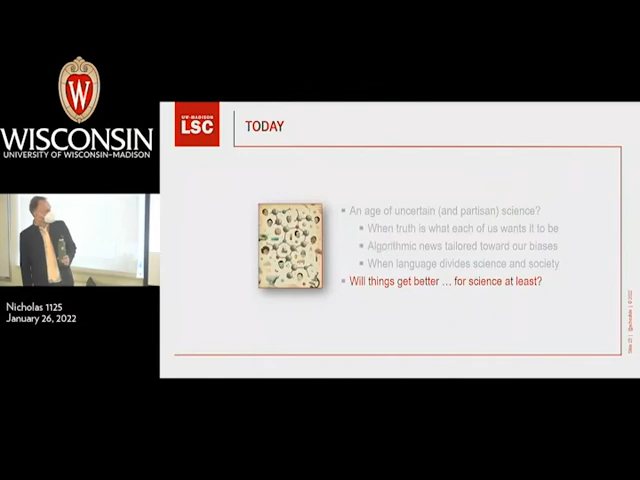 W
WISCONSIN
UNIVERSITY OF WISCONSIN–MADISON
Nicholas 1125
January 26, 2022
UW-MADISON
LSC
TODAY
An age of uncertain (and partisan) science?
When truth is what each of us wants it to be
Algorithmic news tailored toward our biases
When language divides science and society
Will things get better … for science at least?